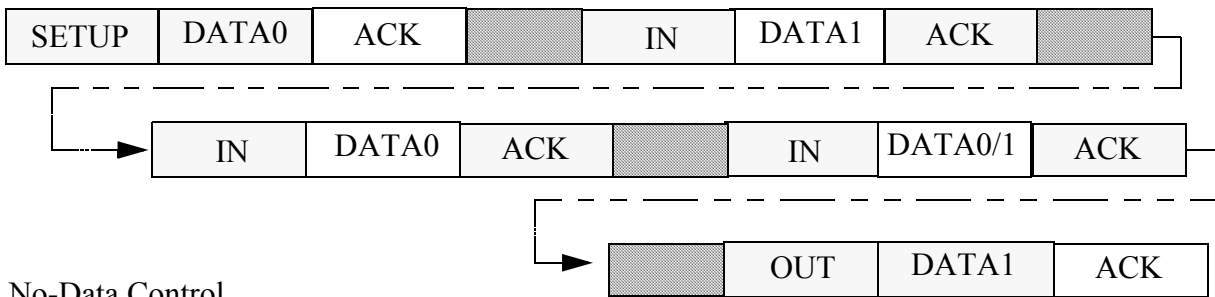 SETUP DATA0 ACK IN DATA1 ACK
IN DATA0 ACK IN DATA0/1 ACK
OUT DATA1 ACK
No-Data Control